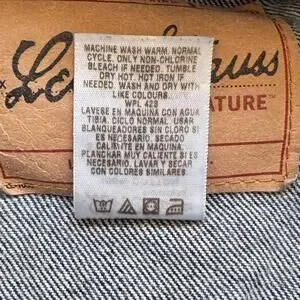 MACHINE WASH WARM. NORMAL
CYCLE. ONLY NON-CHLORINE
BLEACH IF NEEDED. TUMBLE
DRY HOT. HOT IRON IF
NEEDED. WASH AND DRY WITH
LIKE COLOURS.
WPL 423
LAVESE EN MAQUINA CON AGUA
TIBIA. CICLO NORMAL. USAR
BLANQUEADORES SIN CLORO SI
ES NECESARIO. SECADO
CALIENTE EN MAQUINA.
PLANCHAR MUY CALIENTE SI ES
NECESARIO. LAVAR Y SECAR
CON COLORES SIMILARES.
ATURE™